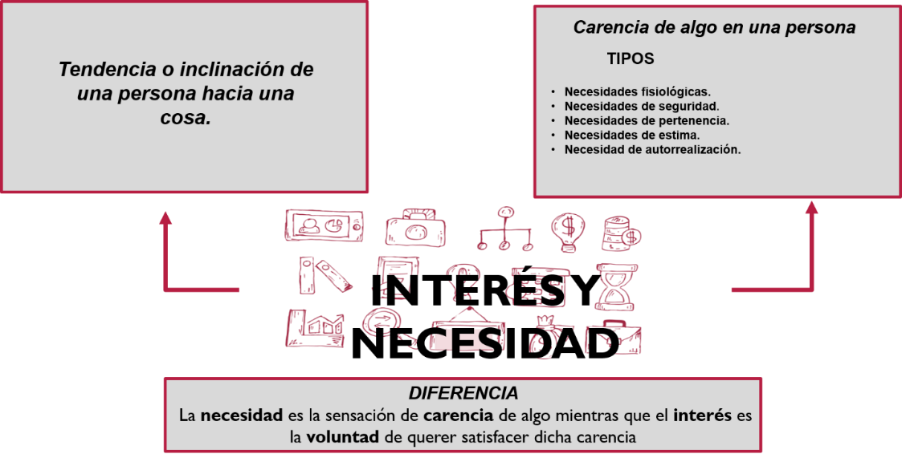 Tendencia o inclinación de
una persona hacia una
cosa.
Carencia de algo en una persona
TIPOS
• Necesidades fisiológicas.
• Necesidades de seguridad.
• Necesidades de pertenencia.
• Necesidades de estima.
• Necesidad de autorrealización.
INTERÉS Y
NECESIDAD
DIFERENCIA
La necesidad es la sensación de carencia de algo mientras que el interés es
la voluntad de querer satisfacer dicha carencia